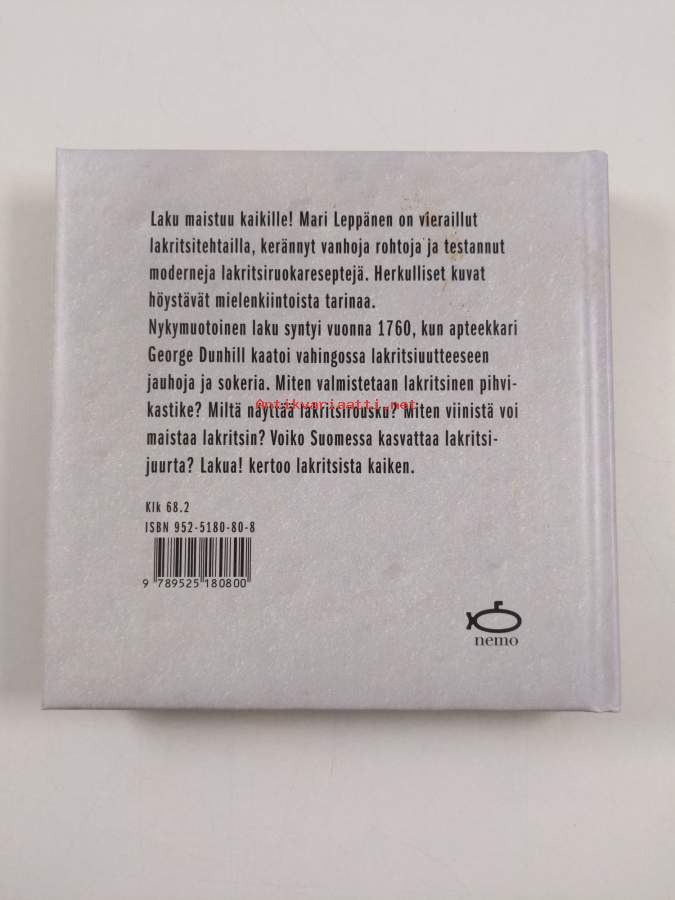 Laku maistuu kaikille! Mari Leppänen on vieraillut
lakritsitehtailla, kerännyt vanhoja rohtoja ja testannut
moderneja lakritsiruokareseptejä. Herkulliset kuvat
höystävät mielenkiintoista tarinaa.
Nykymuotoinen laku syntyi vuonna 1760, kun apteekkari
George Dunhill kaatoi vahingossa lakritsiuutteeseen
jauhoja ja sokeria. Miten valmistetaan lakritsinen pihvi-
kastike? Miltä näyttää lakritsirousku? Miten viinistä voi
Antikvariaatti.net
maistaa lakritsin? Voiko Suomessa kasvattaa lakritsi-
juurta? Lakua! kertoo lakritsista kaiken.
Klk 68.2
ISBN 952-5180-80-8
9 789525 180800
nemo